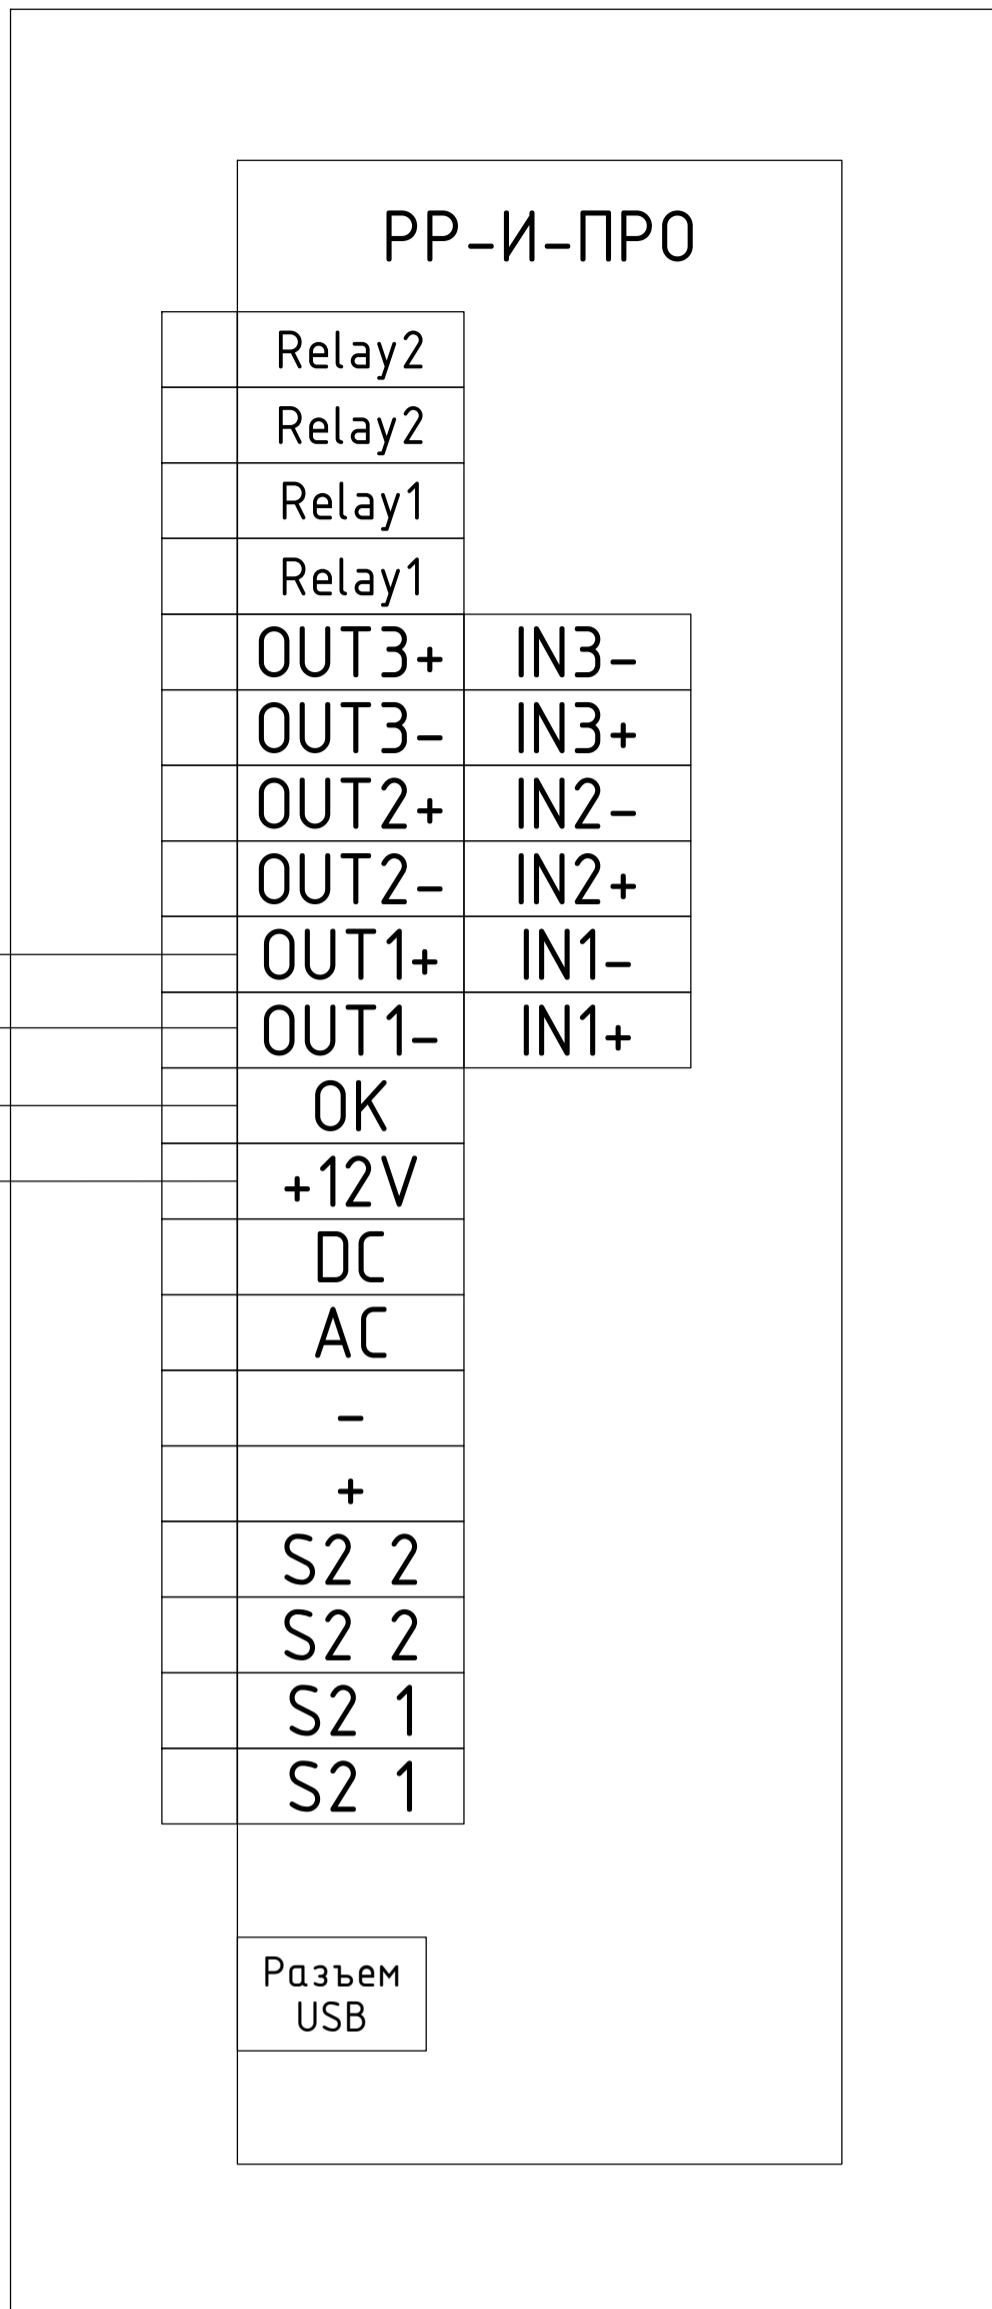 РР-И-ПРО
Relay2
Relay2
Relay1
Relay1
OUT3+ IN3-
OUT3- IN3+
OUT2+ IN2-
OUT2- IN2+
OUT1+ IN1-
OUT1- IN1+
OK
+12V
DC
AC
-
+
S2 2
S2 2
S2 1
S2 1
Разъем
USB